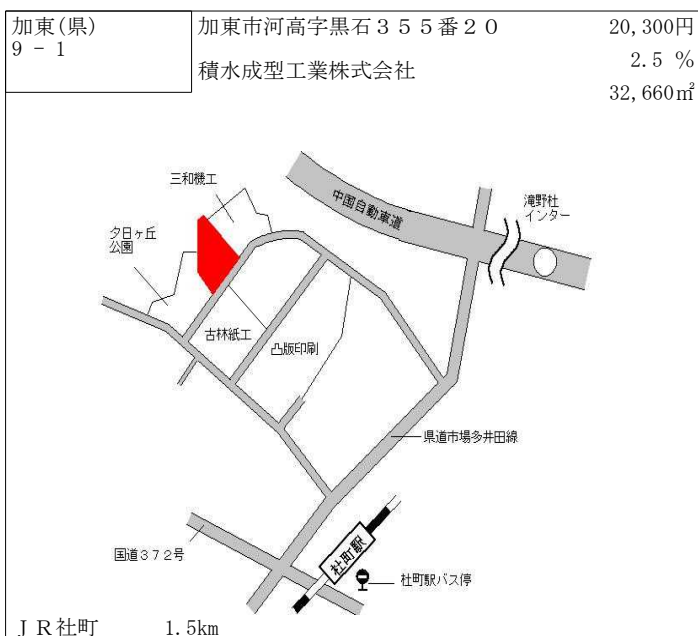 加東(県)
9 - 1
加東市河高字黒石３５５番２０
20,300円
積水成型工業株式会社
2.5 %
32,660㎡
三和機工
中国自動車道
滝野社
インター
夕日ヶ丘
公園
古林紙工
凸版印刷
県道市場多井田線
国道３７２号
社町駅
社町駅バス停
ＪＲ社町 1.5km